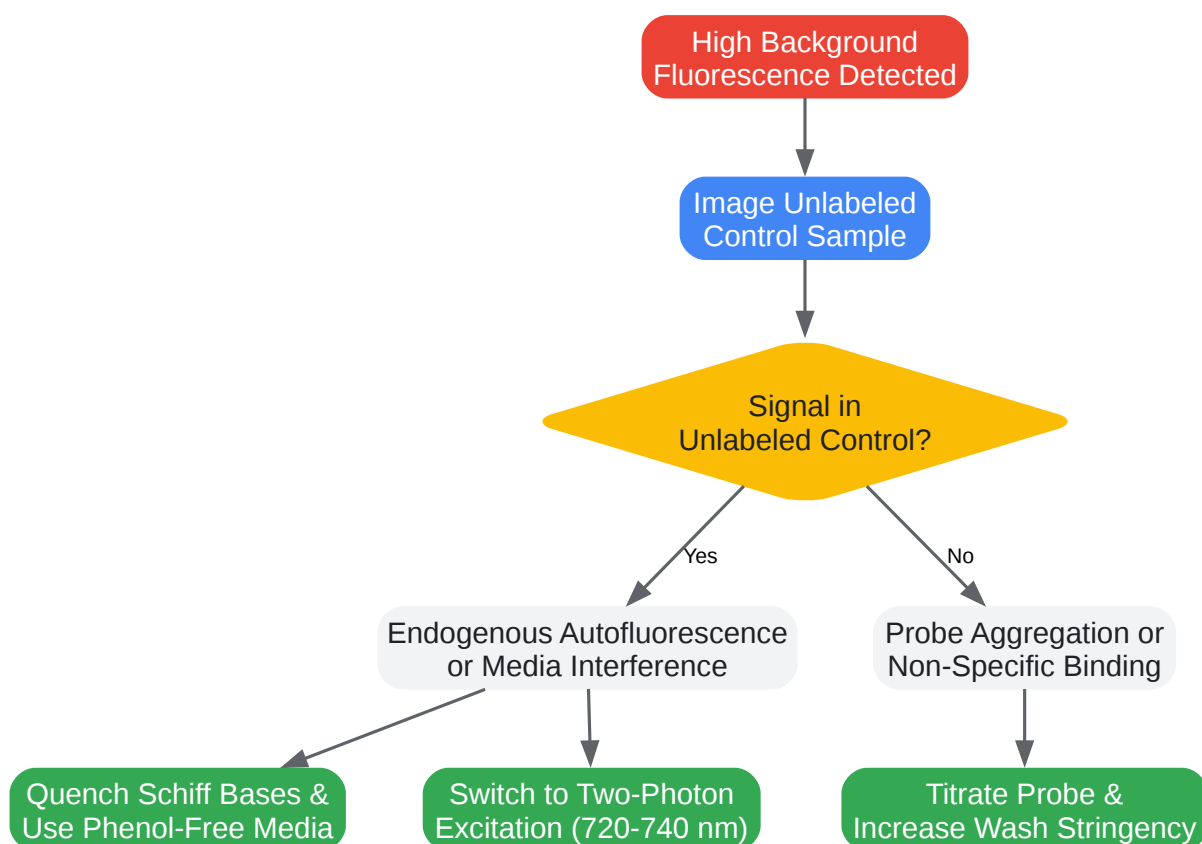 High Background
Fluorescence Detected
Image Unlabeled
Control Sample
Signal in
Unlabeled Control?
Yes
No
Endogenous Autofluorescence
or Media Interference
Probe Aggregation or
Non-Specific Binding
Quench Schiff Bases &
Use Phenol-Free Media
Switch to Two-Photon
Excitation (720-740 nm)
Titrate Probe &
Increase Wash Stringency